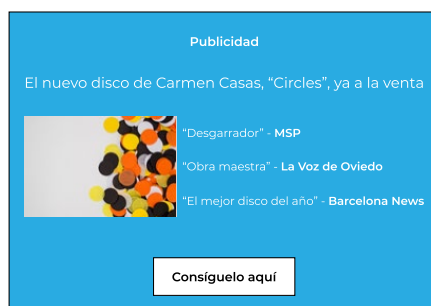 Publicidad
El nuevo disco de Carmen Casas, “Circles”, ya a la venta
“Desgarrador” - MSP
“Obra maestra” - La Voz de Oviedo
“El mejor disco del año” - Barcelona News
Consíguelo aquí